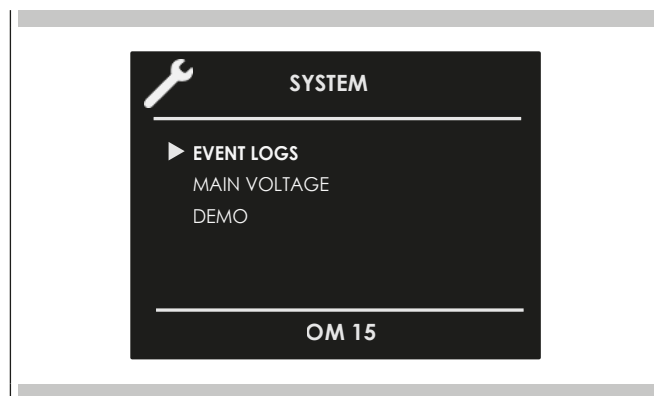 SYSTEM
EVENT LOGS
MAIN VOLTAGE
DEMO
OM 15